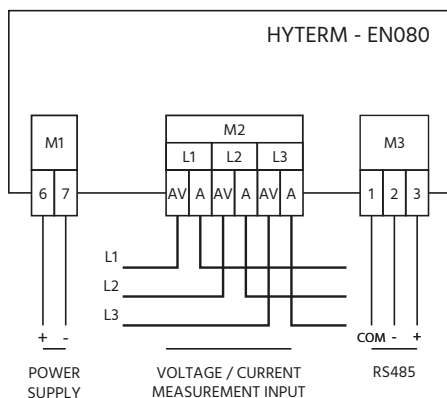 HYTERM - EN080
M1
M2
M3
L1 L2 L3
6 7
AV A AV A AV A
1 2 3
L1
L2
L3
+ -
COM - +
POWER
SUPPLY
VOLTAGE / CURRENT
MEASUREMENT INPUT
RS485